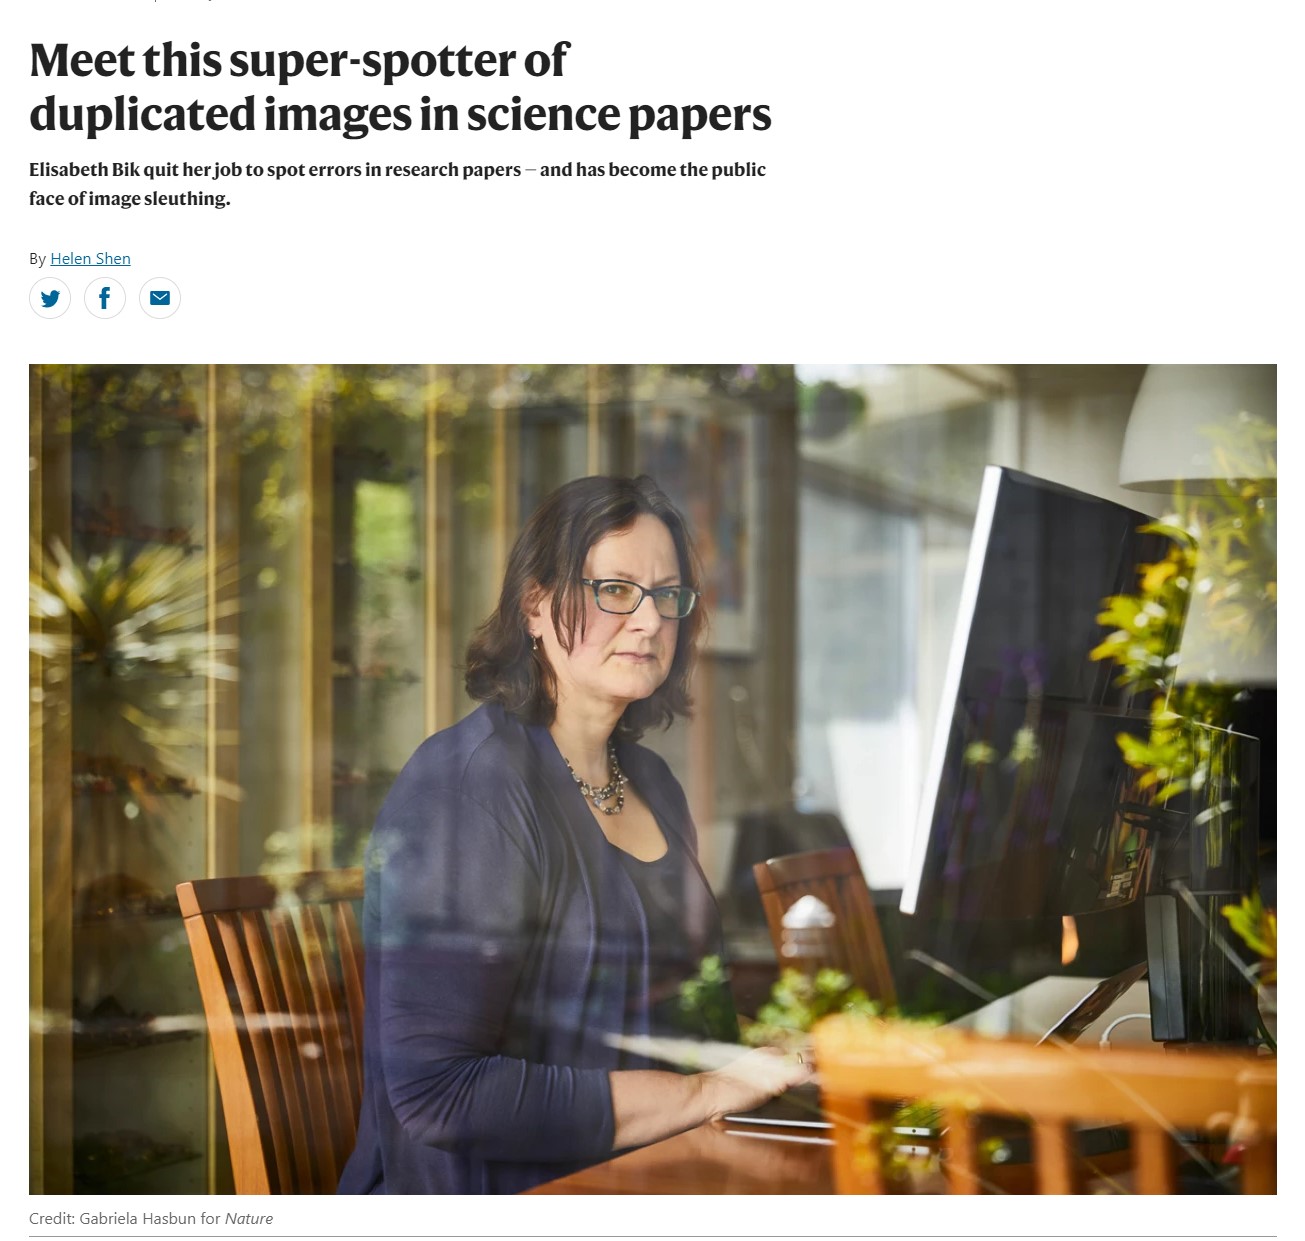 Meet this super-spotter of
duplicated images in science papers
Elisabeth Bik quit her job to spot errors in research papers — and has become the public
face of image sleuthing.
By Helen Shen
Credit: Gabriela Hasbun for Nature